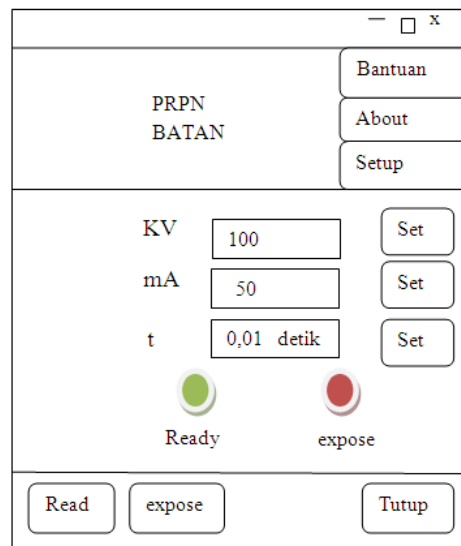 x
Bantuan
PRPN
BATAN
About
Setup
KV 100 Set
mA 50 Set
t 0,01 detik Set
Ready expose
Read expose Tutup